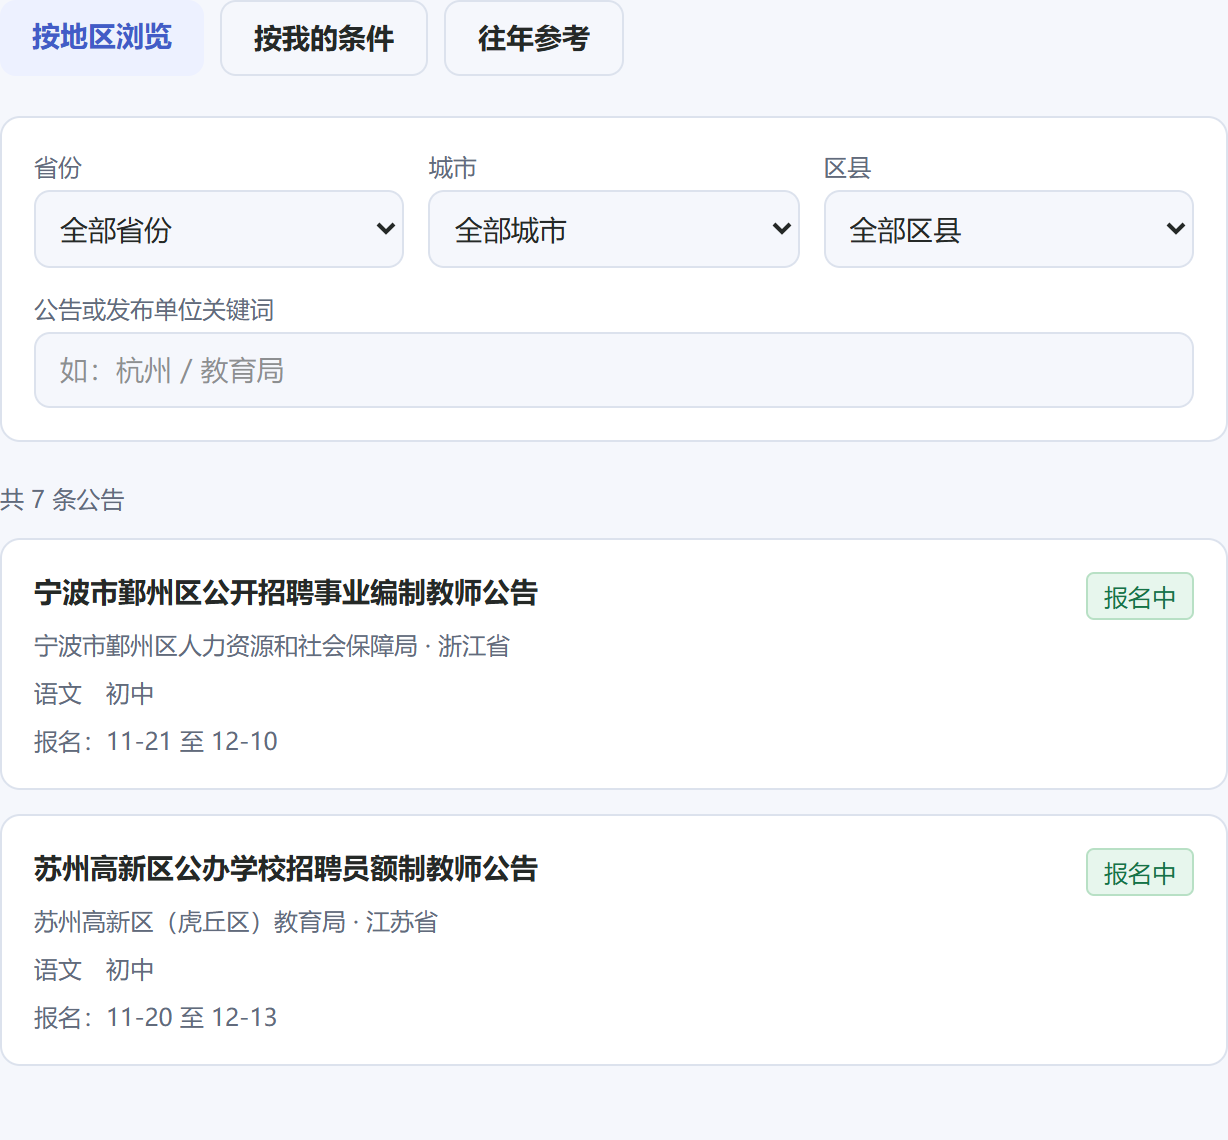 按地区浏览 按我的条件 往年参考
省份 城市 区县
全部省份 全部城市 全部区县
公告或发布单位关键词
如：杭州 / 教育局
共 7 条公告
宁波市鄞州区公开招聘事业编制教师公告 报名中
宁波市鄞州区人力资源和社会保障局 · 浙江省
语文 初中
报名：11-21 至 12-10
苏州高新区公办学校招聘员额制教师公告 报名中
苏州高新区（虎丘区）教育局 · 江苏省
语文 初中
报名：11-20 至 12-13